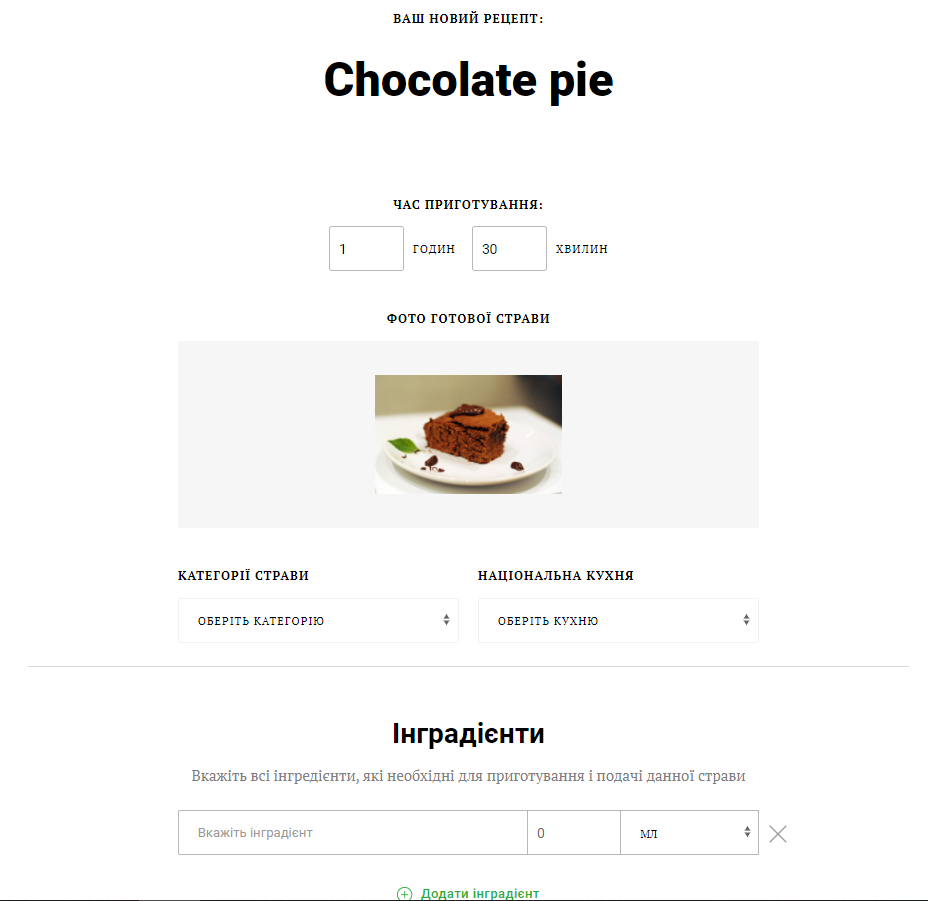 ВАШ НОВИЙ РЕЦЕПТ:
Chocolate pie
ЧАС ПРИГОТУВАННЯ:
1 ГОДИН 30 ХВИЛИН
ФОТО ГОТОВОЇ СТРАВИ
КАТЕГОРІЇ СТРАВИ НАЦІОНАЛЬНА КУХНЯ
ОБЕРІТЬ КАТЕГОРІЮ ОБЕРІТЬ КУХНЮ
Інградієнти
Вкажіть всі інгредієнти, які необхідні для приготування і подачі данної страви
Вкажіть інградієнт 0 МЛ
Додати інградієнт